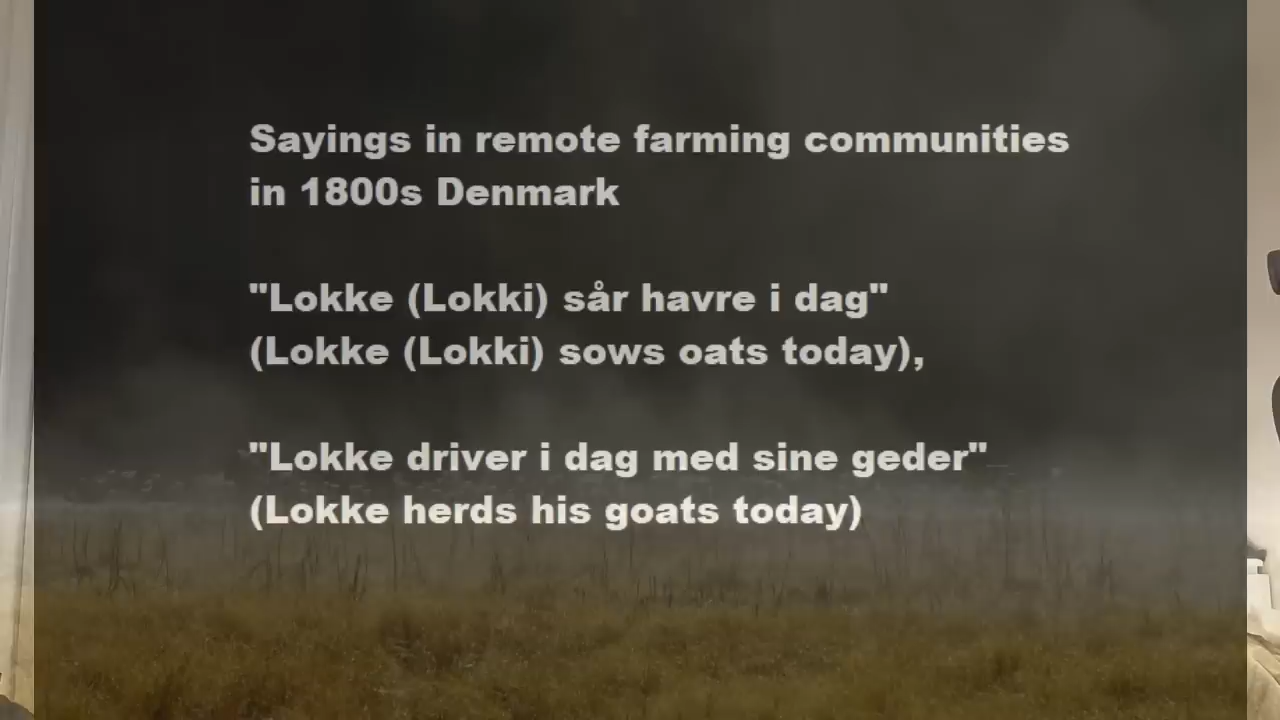 Sayings in remote farming communities
in 1800s Denmark
"Lokke (Lokki) sår havre i dag"
(Lokke (Lokki) sows oats today),
"Lokke driver i dag med sine geder"
(Lokke herds his goats today)